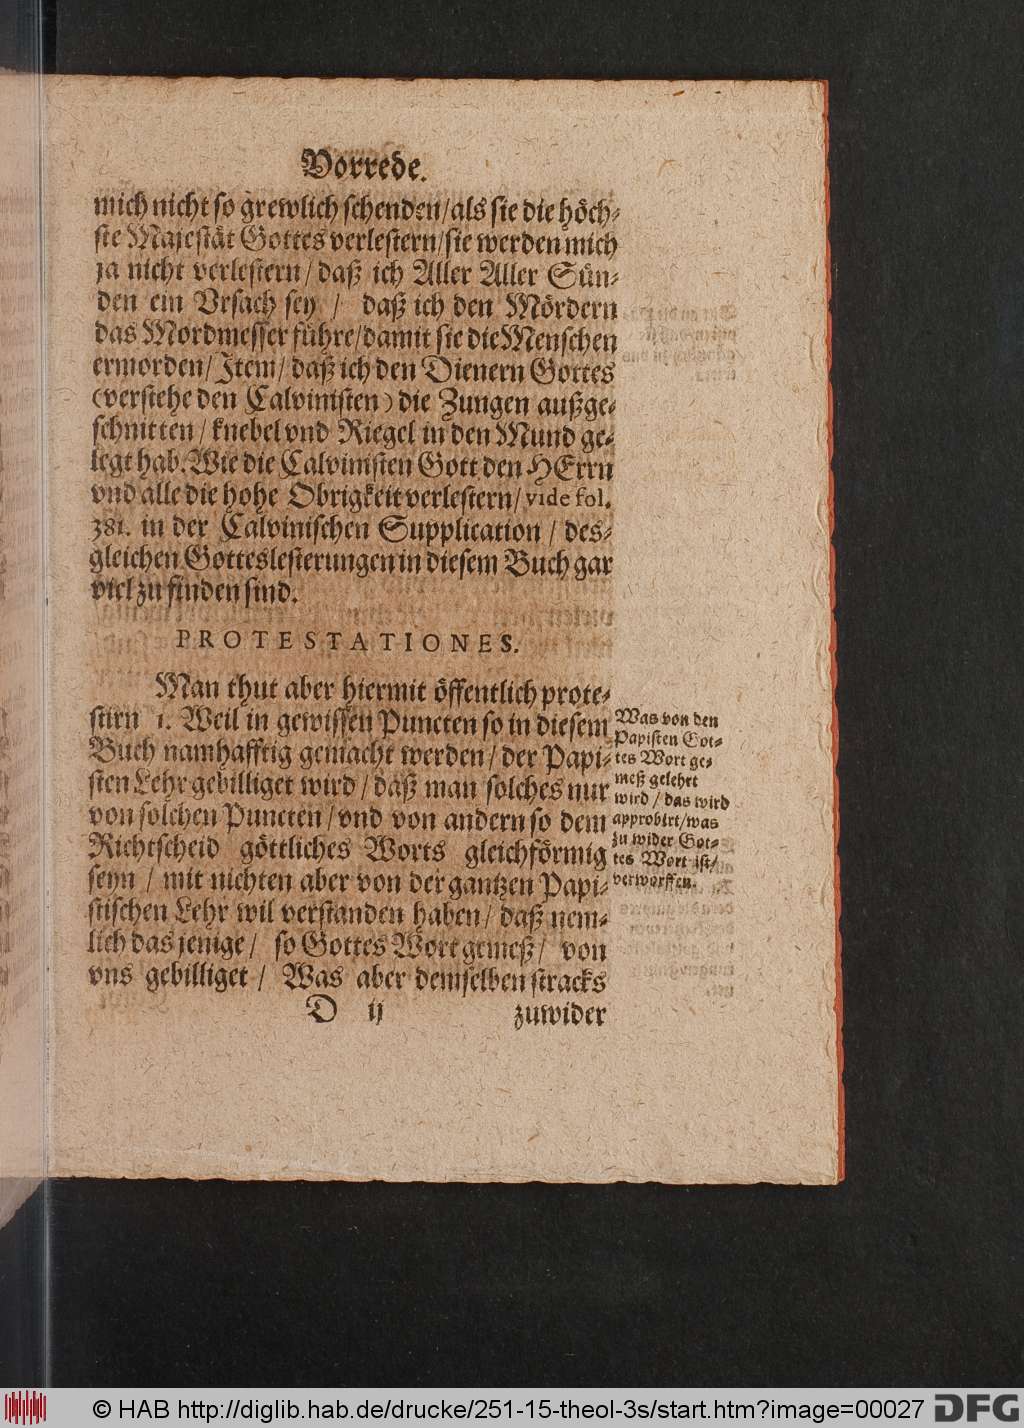 Vorrede.
mich nicht so grewlich schenden/als sie die höch-
ste Majestät Gottes verlestern/sie werden mich
ja nicht verlestern/ daß ich Aller Aller Sün-
den ein Vrsach sey / daß ich den Mördern
das Mordmesser führe/damit sie die Menschen
ermorden/ Item/ daß ich den Dienern Gottes
(verstehe den Calvinisten) die Zungen außge-
schnitten/ knebel vnd Riegel in den Mund ge-
legt hab. Wie die Calvinisten Gott den HErrn
vnd alle die hohe Obrigkeit verlestern/ vide fol.
381. in der Calvinischen Supplication / des-
gleichen Gotteslesterungen in diesem Buch gar
viel zu finden sind.
PROTESTATIONES.
Man thut aber hiermit öffentlich prote-
stirn 1. Weil in gewissen Puncten so in diesem
Buch namhafftig gemacht werden/ der Papi-
sten Lehr gebilliget wird/ daß man solches nur
von solchen Puncten/ vnd von andern so dem
Richtscheid göttliches Worts gleichförmig
seyn / mit nichten aber von der gantzen Papi-
stischen Lehr wil verstanden haben/ daß nem-
lich das jenige/ so Gottes Wort gemeß/ von
vns gebilliget/ Was aber demselben stracks
D ij zuwider
Was von den
Papisten Got-
tes Wort ge-
meß gelehrt
wird/ das wird
approbirt/was
zu wider Got-
tes Wort ist/
verworffen.
© HAB http://diglib.hab.de/drucke/251-15-theol-3s/start.htm?image=00027
DFG